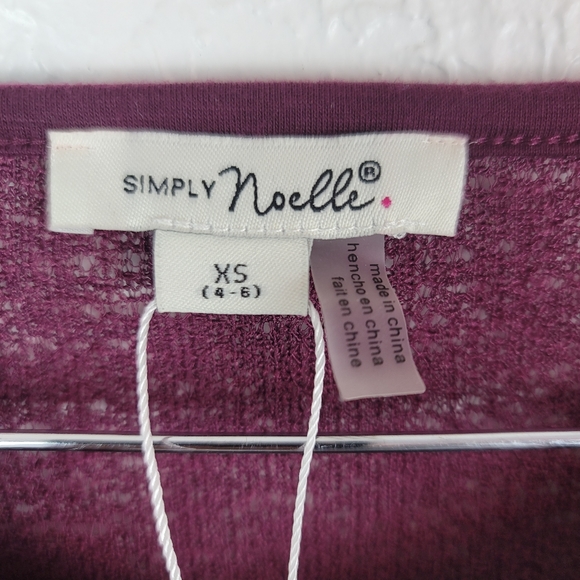 SIMPLY Noelle®.
XS
(4-6)
made in china
hencho en china
fait en chine